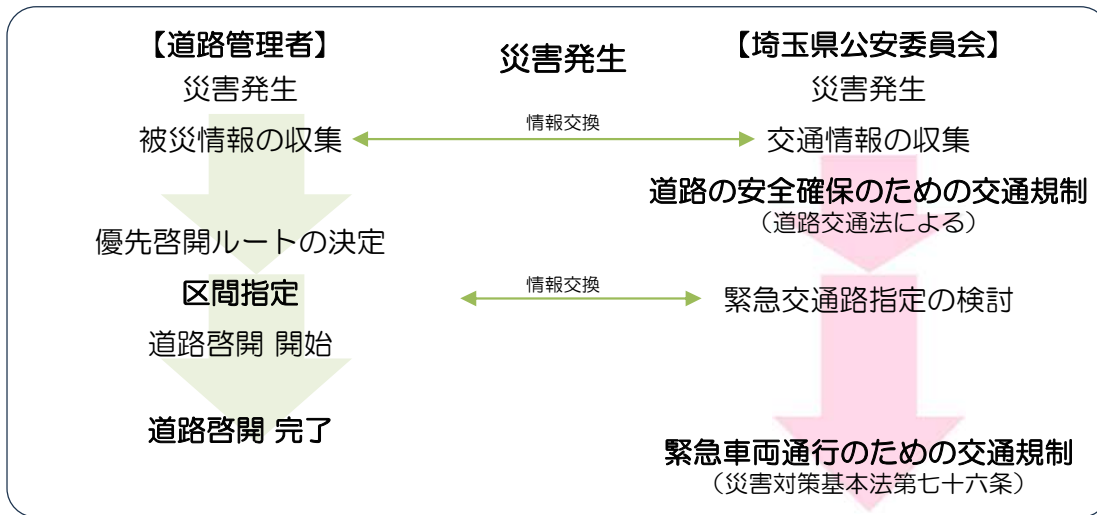 災害発生
【道路管理者】
災害発生
被災情報の収集
優先啓開ルートの決定
区間指定
道路啓開 開始
道路啓開 完了
情報交換
情報交換
【埼玉県公安委員会】
災害発生
交通情報の収集
道路の安全確保のための交通規制
（道路交通法による）
緊急交通路指定の検討
緊急車両通行のための交通規制
（災害対策基本法第七十六条）